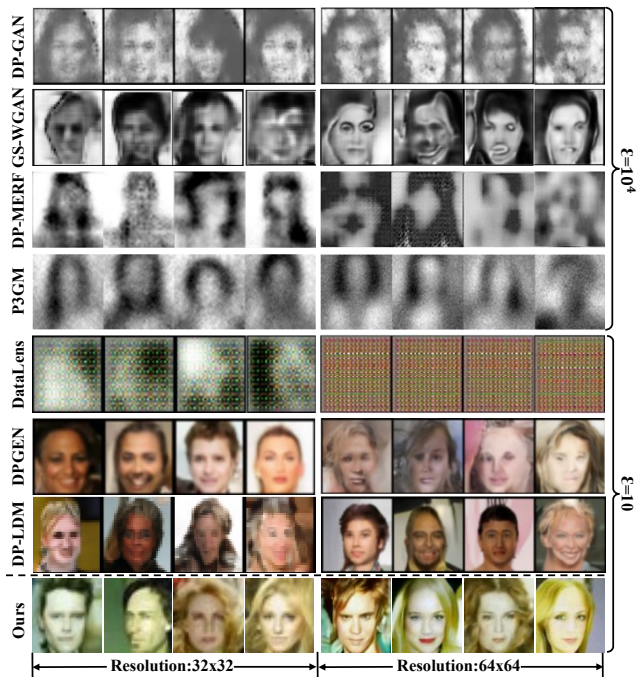 DP-GAN
GS-WGAN
DP-MERF
P3GM
ε=10⁴
DataLens
DPGEN
DP-LDM
ε=10
Ours
Resolution:32x32
Resolution:64x64